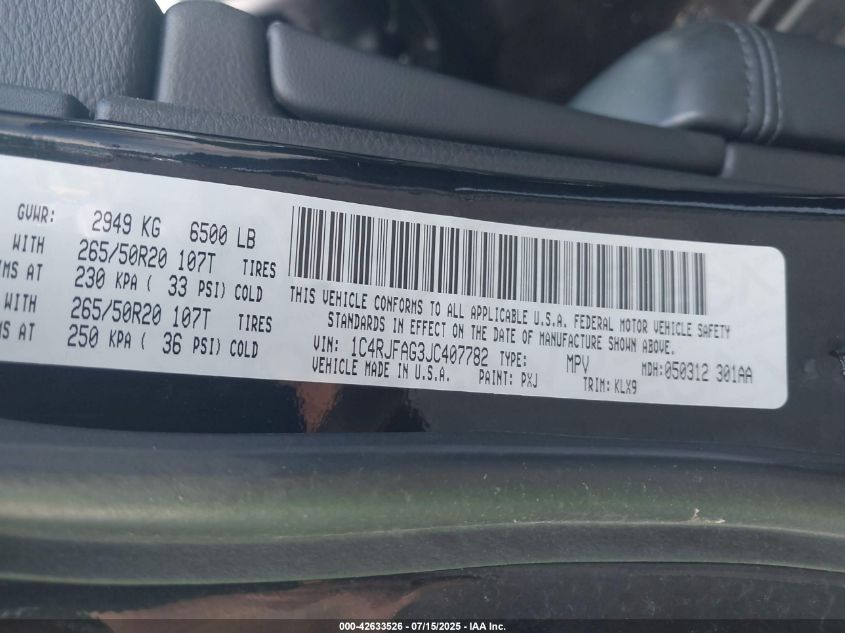 GVWR: 2949 KG 6500 LB
WITH 265/50R20 107T TIRES
IMS AT 230 KPA ( 33 PSI) COLD
WITH 265/50R20 107T TIRES
MS AT 250 KPA ( 36 PSI) COLD
THIS VEHICLE CONFORMS TO ALL APPLICABLE U.S.A. FEDERAL MOTOR VEHICLE SAFETY
STANDARDS IN EFFECT ON THE DATE OF MANUFACTURE SHOWN ABOVE.
VIN: 1C4RJFAG3JC407782 TYPE: MPV MDH:050312 301AA
VEHICLE MADE IN U.S.A. PAINT: PXJ TRIM: KLX9
000-42633526 - 07/15/2025 - IAA Inc.